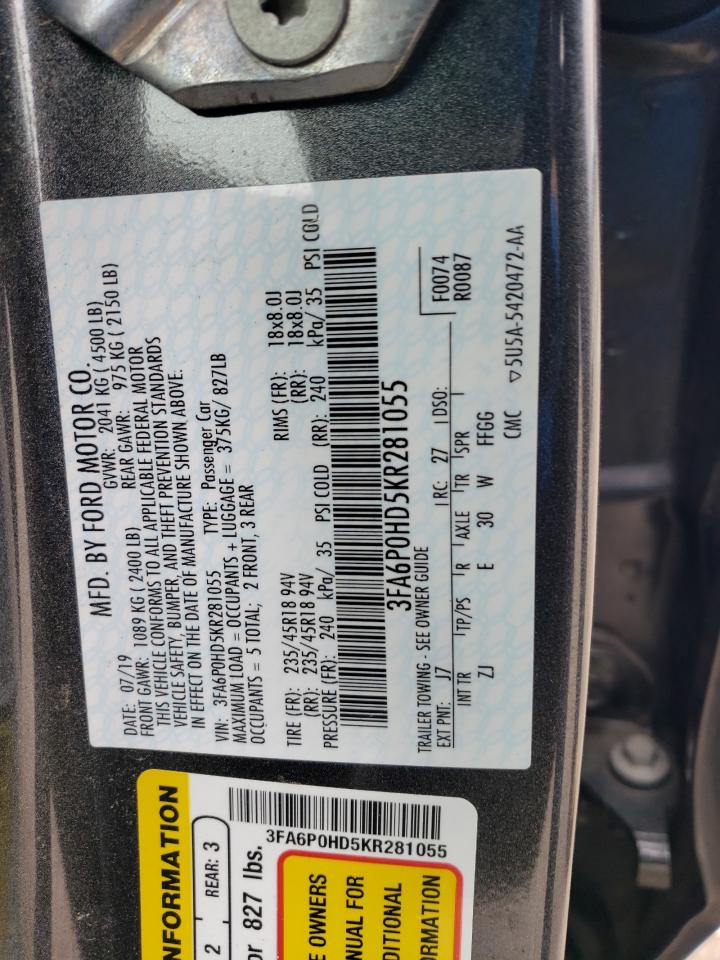 MFD. BY FORD MOTOR CO.
DATE: 07/19 GVWR: 2041 KG ( 4500 LB)
FRONT GAWR: 1089 KG ( 2400 LB) REAR GAWR: 975 KG ( 2150 LB)
THIS VEHICLE CONFORMS TO ALL APPLICABLE FEDERAL MOTOR
VEHICLE SAFETY, BUMPER, AND THEFT PREVENTION STANDARDS
IN EFFECT ON THE DATE OF MANUFACTURE SHOWN ABOVE.
VIN: 3FA6P0HD5KR281055 TYPE: Passenger Car
MAXIMUM LOAD = OCCUPANTS + LUGGAGE = 375KG/ 827LB
OCCUPANTS = 5 TOTAL; 2 FRONT, 3 REAR
TIRE (FR): 235/45R18 94V RIMS (FR): 18x8.0J
(RR): 235/45R18 94V (RR): 18x8.0J
PRESSURE (FR): 240 kPa/ 35 PSI COLD (RR): 240 kPa/ 35 PSI COLD
3FA6P0HD5KR281055
TRAILER TOWING - SEE OWNER GUIDE
F0074
EXT PNT: J7 RC: 27 DSO: R0087
INT TR TP/PS R AXLE TR SPR
ZJ E 30 W FFGG
CMC ▽5U5A-5420472-AA
3FA6P0HD5KR281055
NFORMATION
2 REAR: 3
or 827 lbs.
E OWNERS
NUAL FOR
DITIONAL
ORMATION